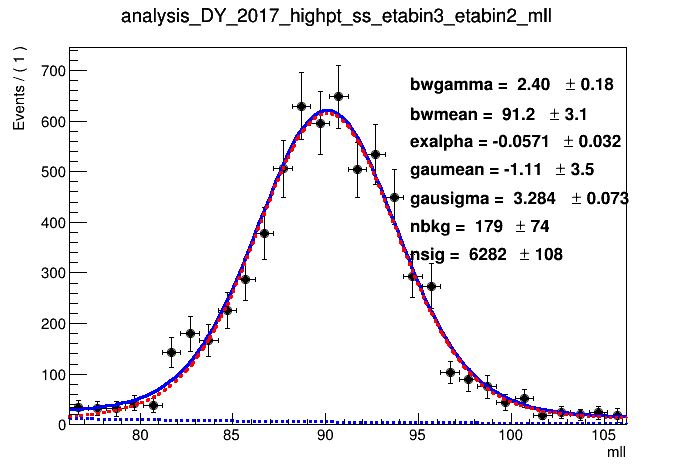 analysis_DY_2017_highpt_ss_etabin3_etabin2_mll
Events / ( 1 )
700
600
500
400
300
200
100
0
bwgamma = 2.40 ± 0.18
bwmean = 91.2 ± 3.1
exalpha = -0.0571 ± 0.032
gaumean = -1.11 ± 3.5
gausigma = 3.284 ± 0.073
nbkg = 179 ± 74
nsig = 6282 ± 108
80 85 90 95 100 105
mll